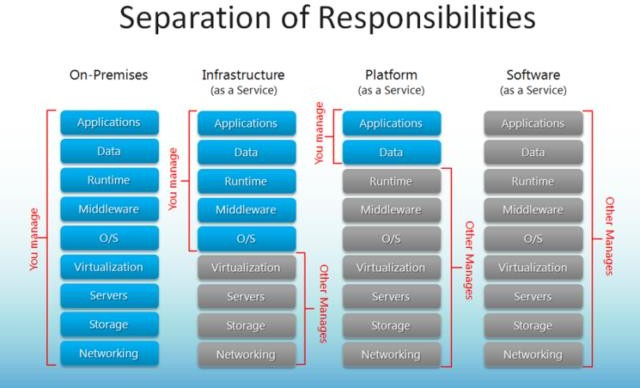 Separation of Responsibilities
On-Premises
You manage
Applications
Data
Runtime
Middleware
O/S
Virtualization
Servers
Storage
Networking
Infrastructure
(as a Service)
You manage
Applications
Data
Runtime
Middleware
O/S
Virtualization
Servers
Storage
Networking
Other Manages
Platform
(as a Service)
You manage
Applications
Data
Runtime
Middleware
O/S
Virtualization
Servers
Storage
Networking
Other Manages
Software
(as a Service)
Applications
Data
Runtime
Middleware
O/S
Virtualization
Servers
Storage
Networking
Other Manages